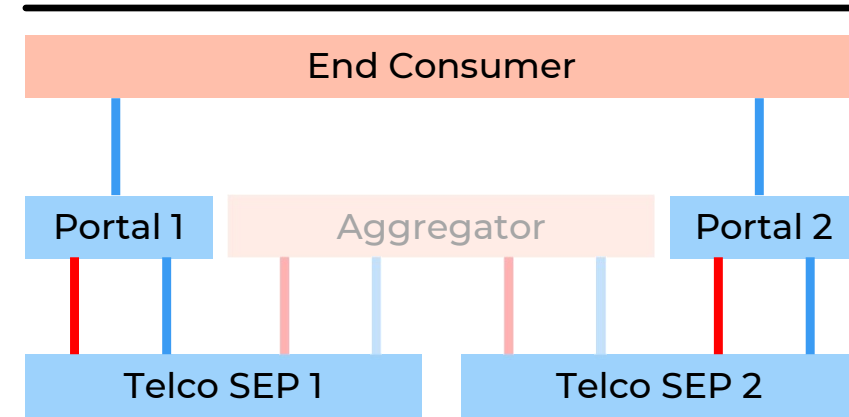 End Consumer
Portal 1
Aggregator
Portal 2
Telco SEP 1
Telco SEP 2